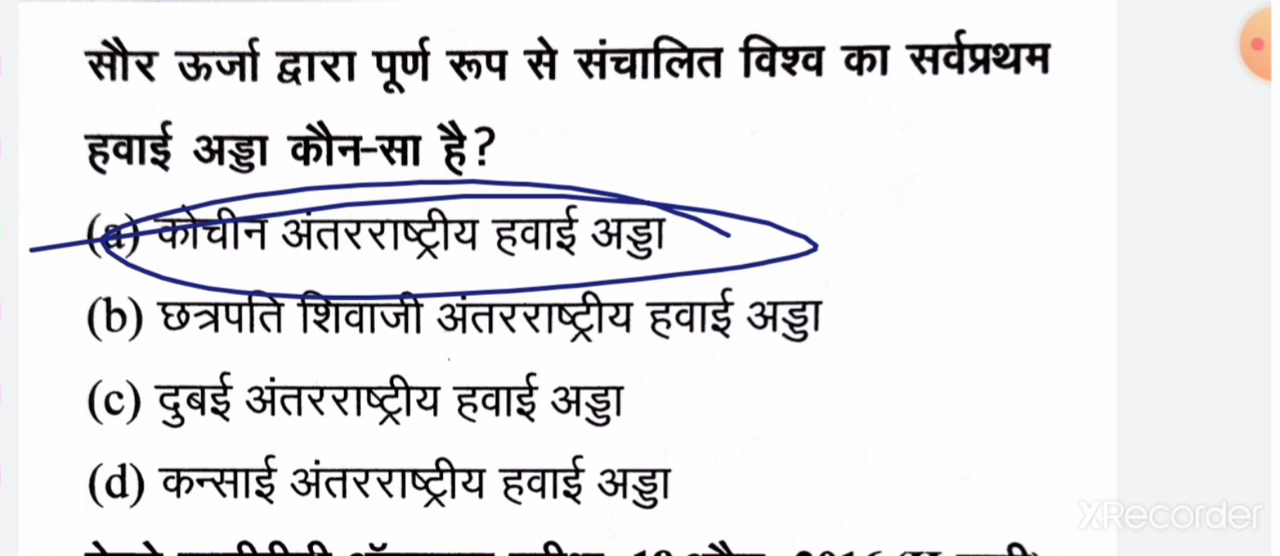 सौर ऊर्जा द्वारा पूर्ण रूप से संचालित विश्व का सर्वप्रथम
हवाई अड्डा कौन-सा है?
(a) कोचीन अंतरराष्ट्रीय हवाई अड्डा
(b) छत्रपति शिवाजी अंतरराष्ट्रीय हवाई अड्डा
(c) दुबई अंतरराष्ट्रीय हवाई अड्डा
(d) कन्साई अंतरराष्ट्रीय हवाई अड्डा
XRecorder